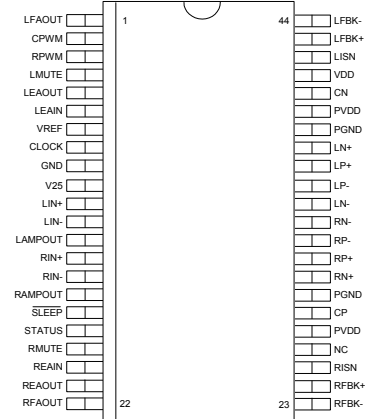 LFAOUT 1 44 LFBK-
CPWM LFBK+
RPWM LISN
LMUTE VDD
LEAOUT CN
LEAIN PVDD
VREF PGND
CLOCK LN+
GND LP+
V25 LP-
LIN+ LN-
LIN- RN-
LAMPOUT RP-
RIN+ RP+
RIN- RN+
RAMPOUT PGND
SLEEP CP
STATUS PVDD
RMUTE NC
REAIN RISN
REAOUT RFBK+
RFAOUT 22 23 RFBK-